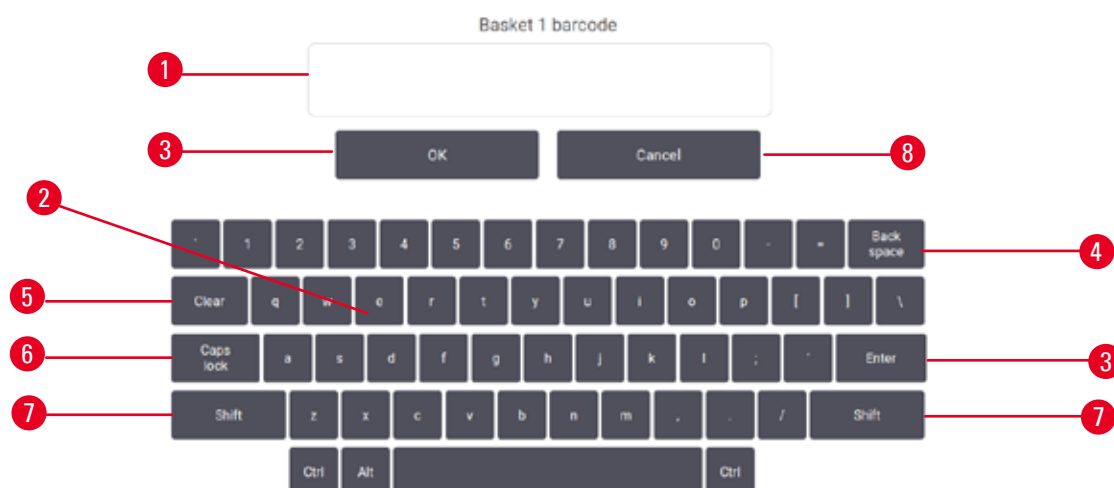 Basket 1 barcode
1
3 OK Cancel 8
2
` 1 2 3 4 5 6 7 8 9 0 - = Back space 4
5 Clear q w e r t y u i o p [ ] \
6 Caps lock a s d f g h j k l ; ' Enter 3
7 Shift z x c v b n m , . / Shift 7
Ctrl Alt Ctrl